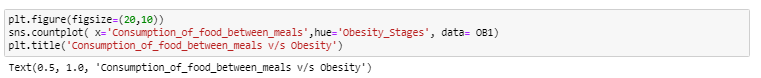 plt.figure(figsize=(20,10))
sns.countplot( x='Consumption_of_food_between_meals',hue='Obesity_Stages', data= OB1)
plt.title('Consumption_of_food_between_meals v/s Obesity')
Text(0.5, 1.0, 'Consumption_of_food_between_meals v/s Obesity')